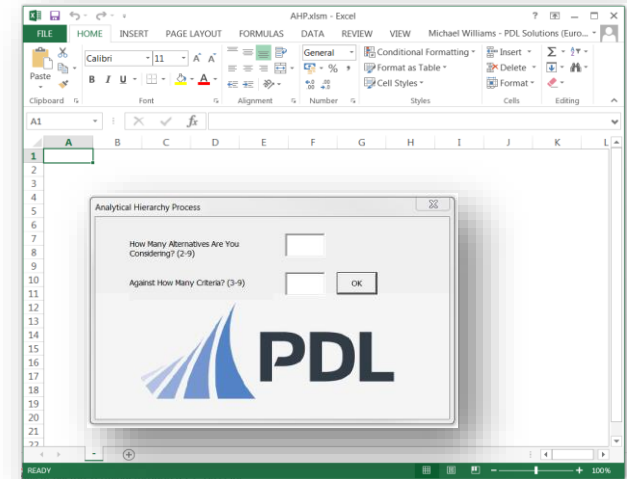 AHP.xlsm - Excel
FILE HOME INSERT PAGE LAYOUT FORMULAS DATA REVIEW VIEW Michael Williams - PDL Solutions (Euro...
Paste
Calibri 11 A A
B I U A
General
% ,
Conditional Formatting
Format as Table
Cell Styles
Insert
Delete
Format
Clipboard Font Alignment Number Styles Cells Editing
A1 fx
A B C D E F G H I J K L
1
2
3
4
5
6
7
8
9
10
11
12
13
14
15
16
17
18
19
20
21
22
Analytical Hierarchy Process
How Many Alternatives Are You
Considering? (2-9)
Against How Many Criteria? (3-9) OK
PDL
READY 100%